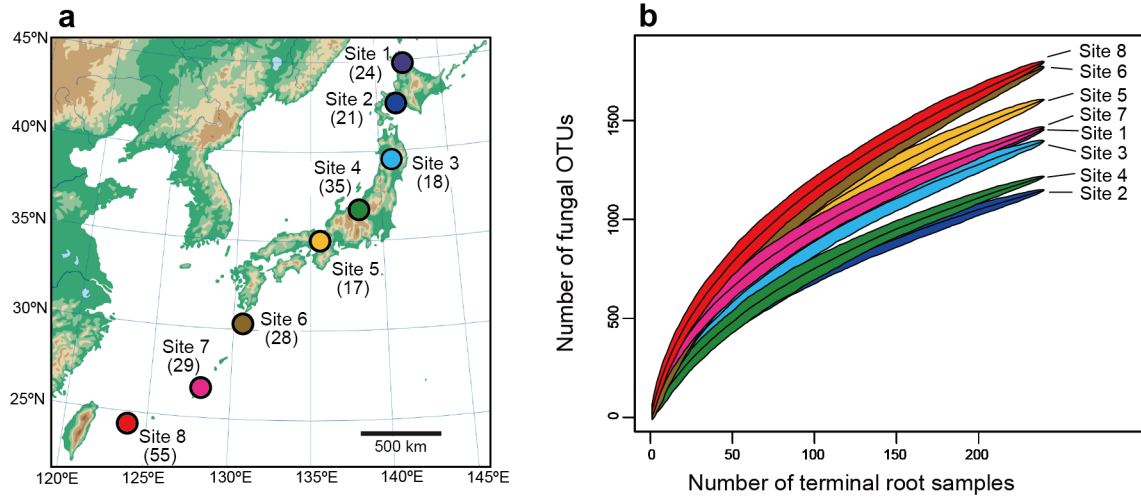 a
45ºN
40ºN
35ºN
30ºN
25ºN
120ºE
125ºE
130ºE
135ºE
140ºE
145ºE
Site 1
(24)
Site 2
(21)
Site 3
(18)
Site 4
(35)
Site 5
(17)
Site 6
(28)
Site 7
(29)
Site 8
(55)
500 km
b
Number of fungal OTUs
1500
1000
500
0
0
50
100
150
200
Number of terminal root samples
Site 8
Site 6
Site 5
Site 7
Site 1
Site 3
Site 4
Site 2